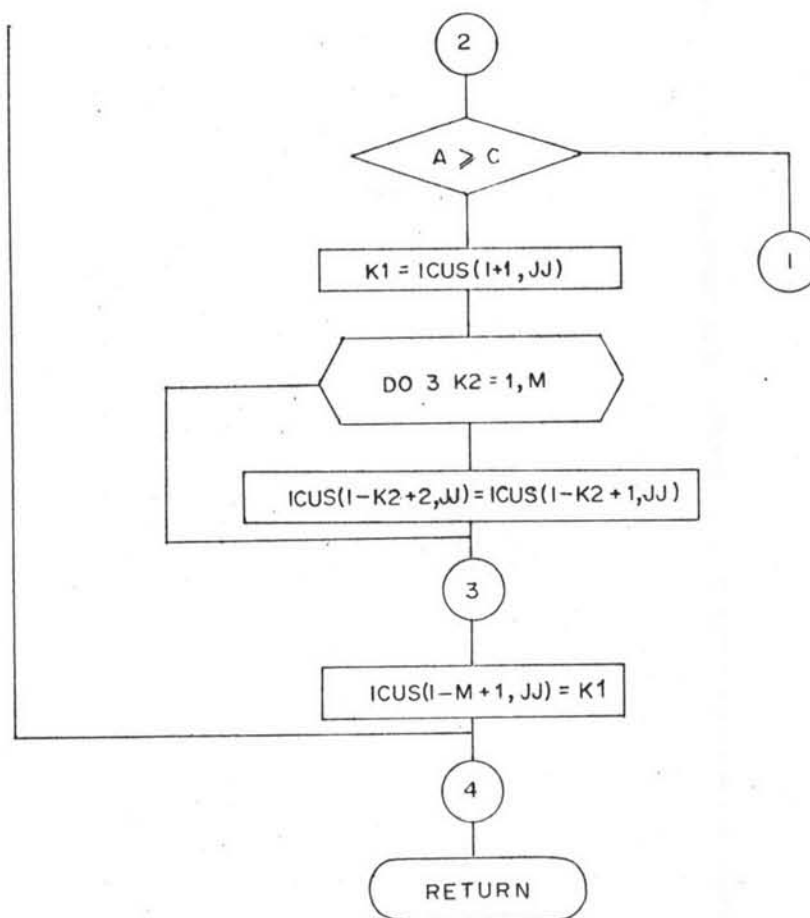 2
A ⩾ C
1
K1 = ICUS(I+1, JJ)
DO 3 K2 = 1, M
ICUS(I-K2+2, JJ) = ICUS(I-K2+1, JJ)
3
ICUS(I-M+1, JJ) = K1
4
RETURN